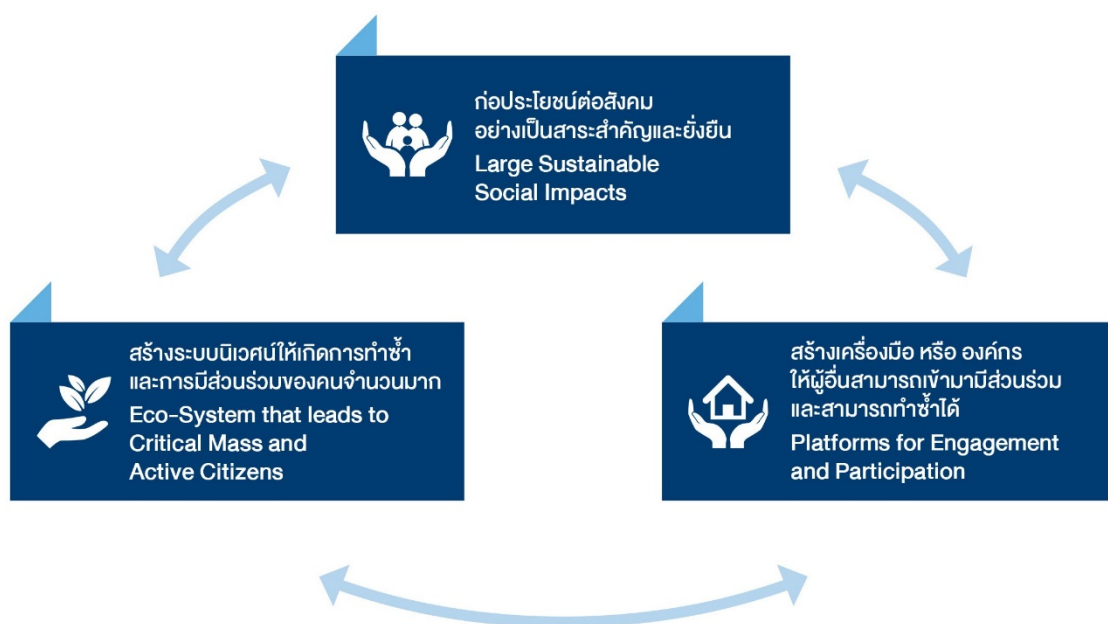 ก่อประโยชน์ต่อสังคม
อย่างเป็นสาระสำคัญและยั่งยืน
Large Sustainable
Social Impacts
สร้างระบบนิเวศน์ให้เกิดการทำซ้ำ
และการมีส่วนร่วมของคนจำนวนมาก
Eco-System that leads to
Critical Mass and
Active Citizens
สร้างเครื่องมือ หรือ องค์กร
ให้ผู้อื่นสามารถเข้ามามีส่วนร่วม
และสามารถทำซ้ำได้
Platforms for Engagement
and Participation